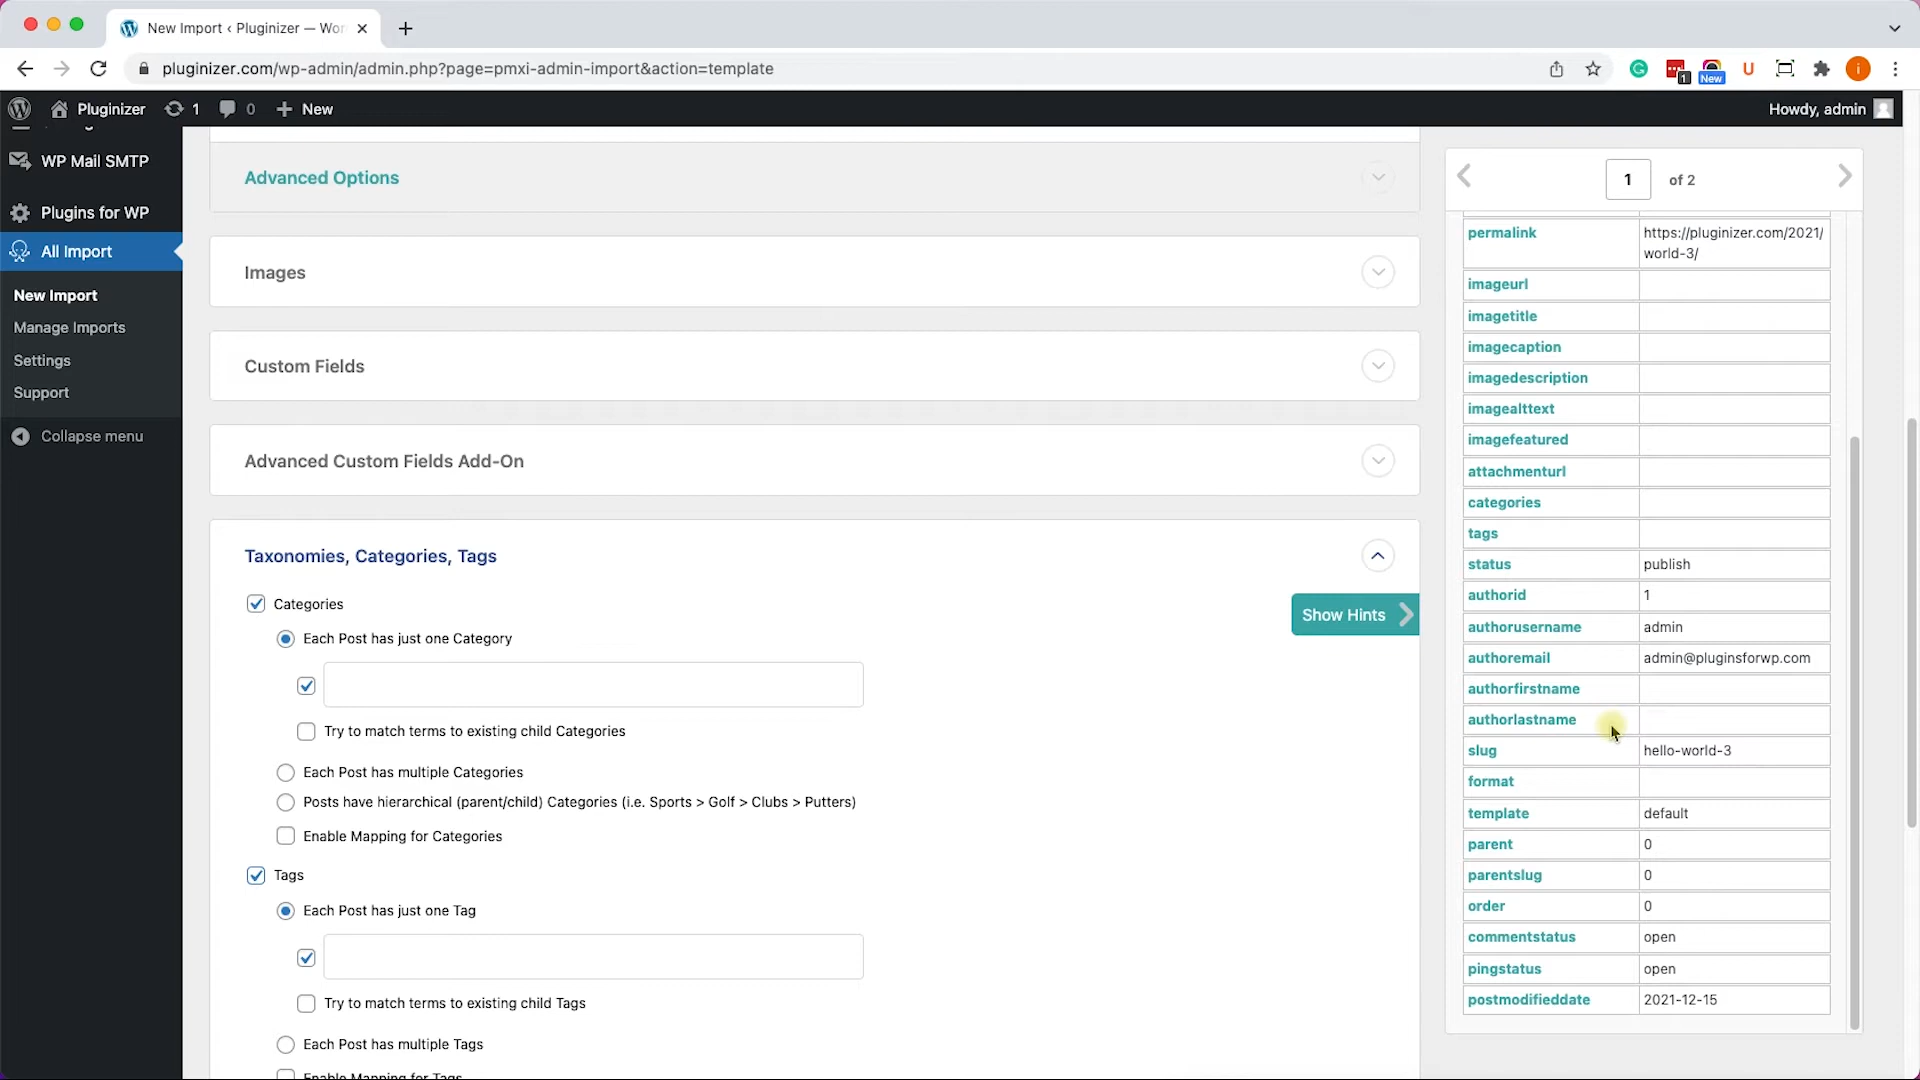 New Import ‹ Pluginizer — Wor
pluginizer.com/wp-admin/admin.php?page=pmxi-admin-import&action=template
1
New
U
i
Pluginizer
1
0
New
Howdy, admin
WP Mail SMTP
Plugins for WP
All Import
New Import
Manage Imports
Settings
Support
Collapse menu
Advanced Options
Images
Custom Fields
Advanced Custom Fields Add-On
Taxonomies, Categories, Tags
Show Hints
Categories
Each Post has just one Category
Try to match terms to existing child Categories
Each Post has multiple Categories
Posts have hierarchical (parent/child) Categories (i.e. Sports > Golf > Clubs > Putters)
Enable Mapping for Categories
Tags
Each Post has just one Tag
Try to match terms to existing child Tags
Each Post has multiple Tags
Enable Mapping for Tags
1 of 2
permalink https://pluginizer.com/2021/
world-3/
imageurl
imagetitle
imagecaption
imagedescription
imagealttext
imagefeatured
attachmenturl
categories
tags
status publish
authorid 1
authorusername admin
authoremail admin@pluginsforwp.com
authorfirstname
authorlastname
slug hello-world-3
format
template default
parent 0
parentslug 0
order 0
commentstatus open
pingstatus open
postmodifieddate 2021-12-15